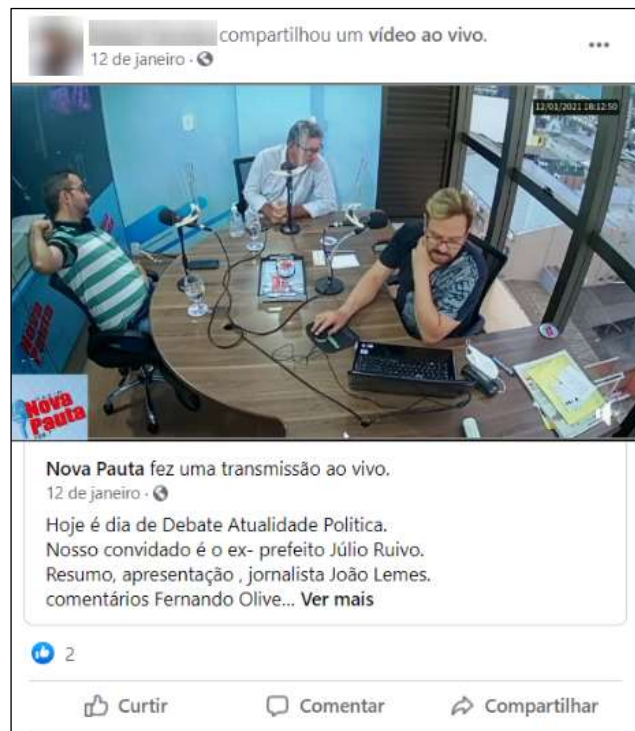 compartilhou um vídeo ao vivo.
12 de janeiro ·
12/01/2021 18:12:50
Nova
Pauta
Nova Pauta fez uma transmissão ao vivo.
12 de janeiro ·
Hoje é dia de Debate Atualidade Politica.
Nosso convidado é o ex- prefeito Júlio Ruivo.
Resumo, apresentação , jornalista João Lemes.
comentários Fernando Olive... Ver mais
2
Curtir Comentar Compartilhar